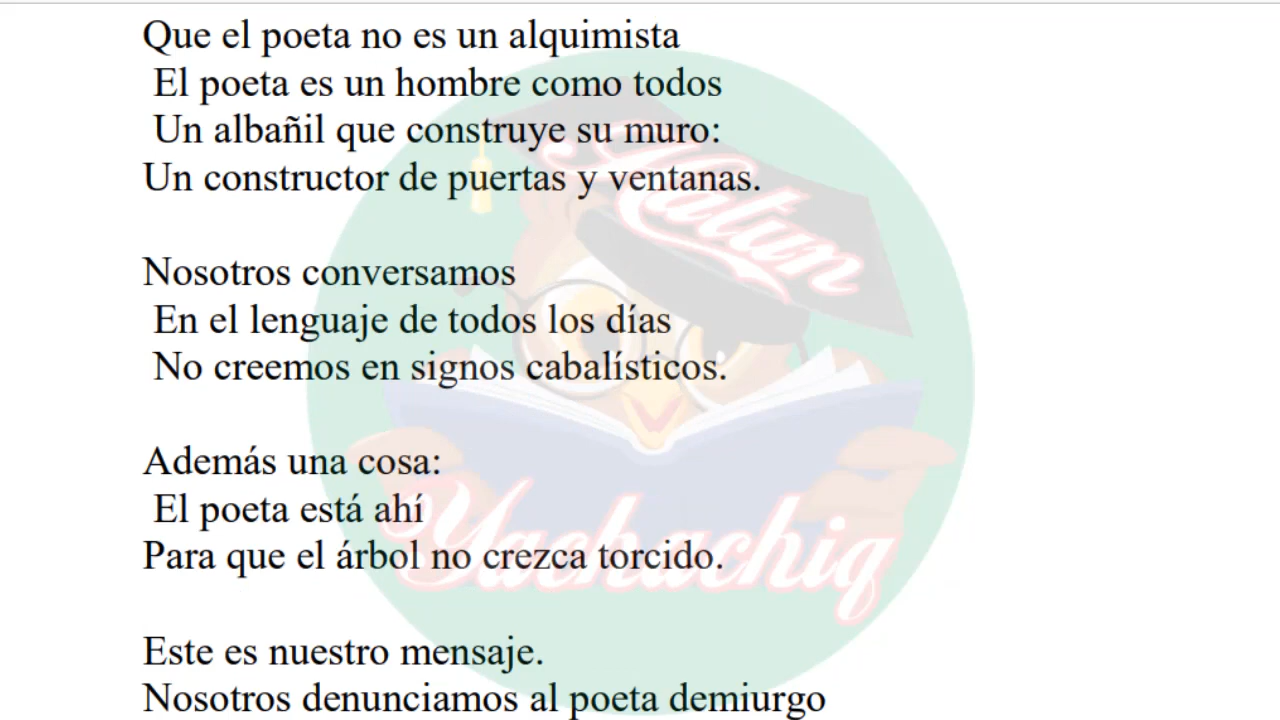 Que el poeta no es un alquimista
El poeta es un hombre como todos
Un albañil que construye su muro:
Un constructor de puertas y ventanas.
Nosotros conversamos
En el lenguaje de todos los días
No creemos en signos cabalísticos.
Además una cosa:
El poeta está ahí
Para que el árbol no crezca torcido.
Este es nuestro mensaje.
Nosotros denunciamos al poeta demiurgo
Hatun
Yachachiq